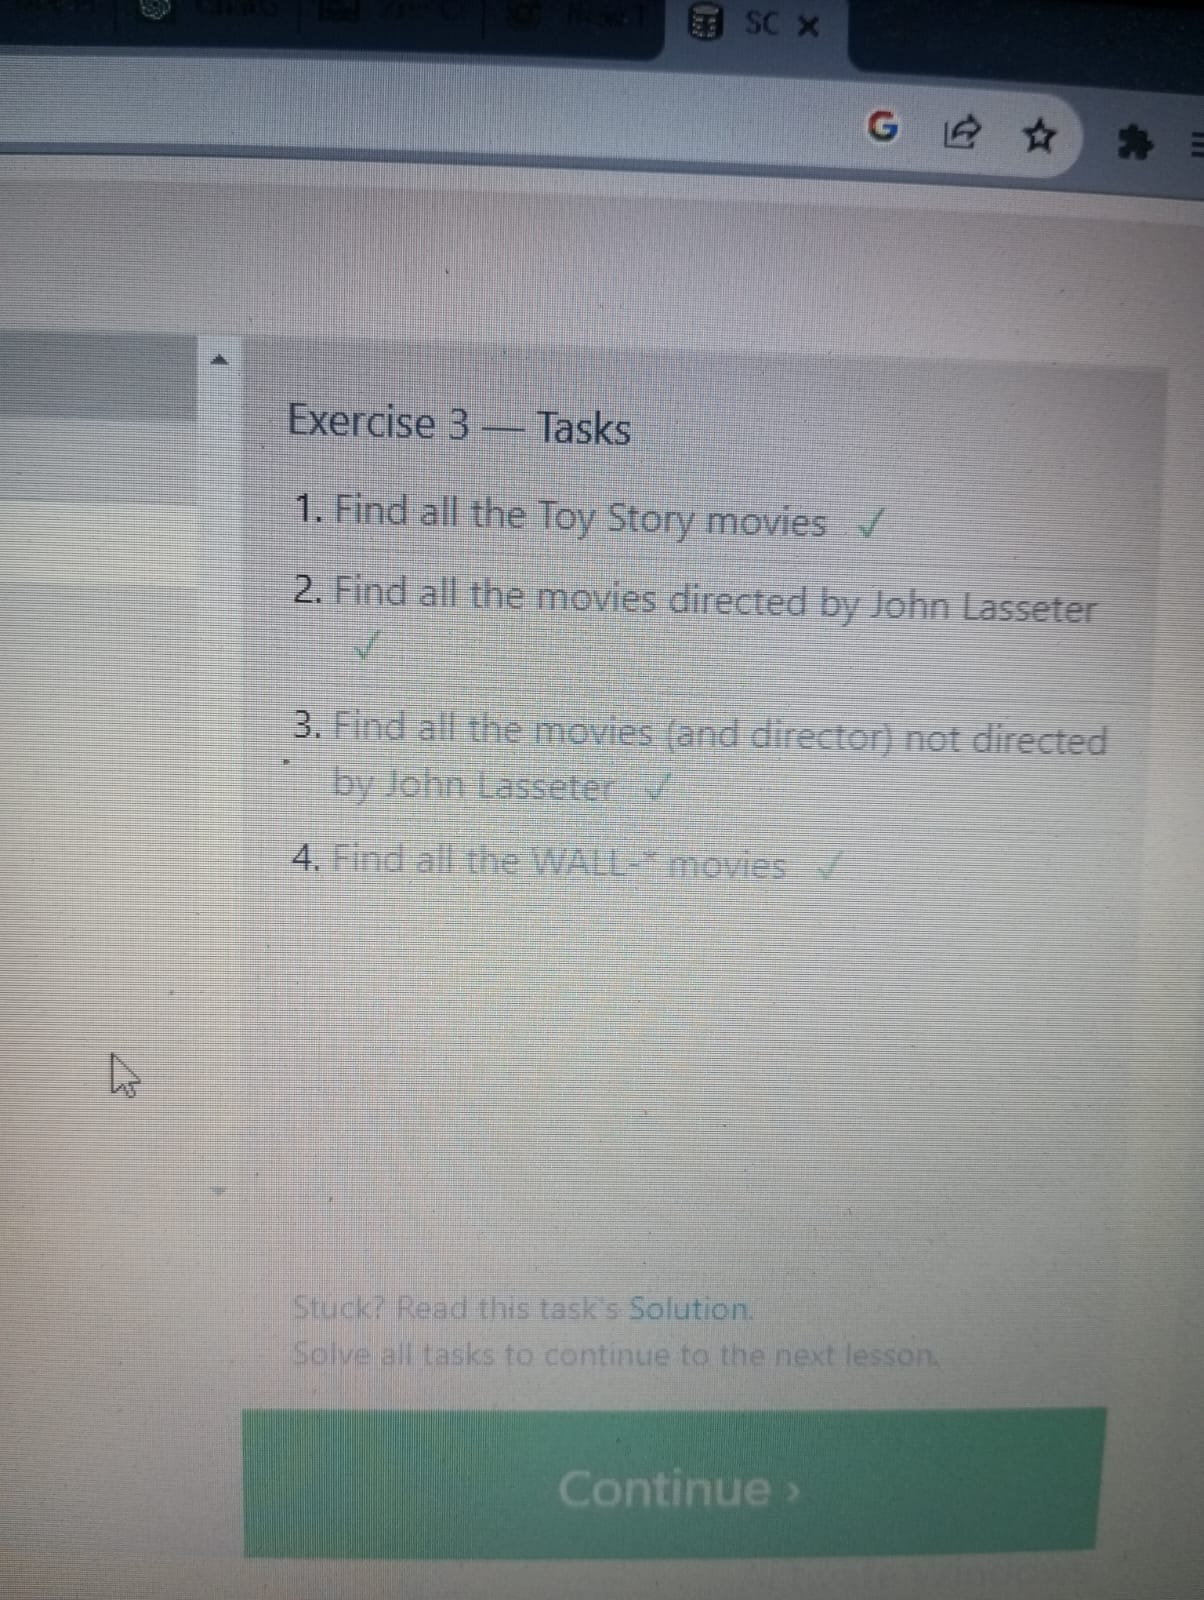 SC
G
Exercise 3 — Tasks
1. Find all the Toy Story movies ✓
2. Find all the movies directed by John Lasseter
✓
3. Find all the movies (and director) not directed
by John Lasseter ✓
4. Find all the WALL-* movies ✓
Stuck? Read this task's Solution.
Solve all tasks to continue to the next lesson.
Continue ›